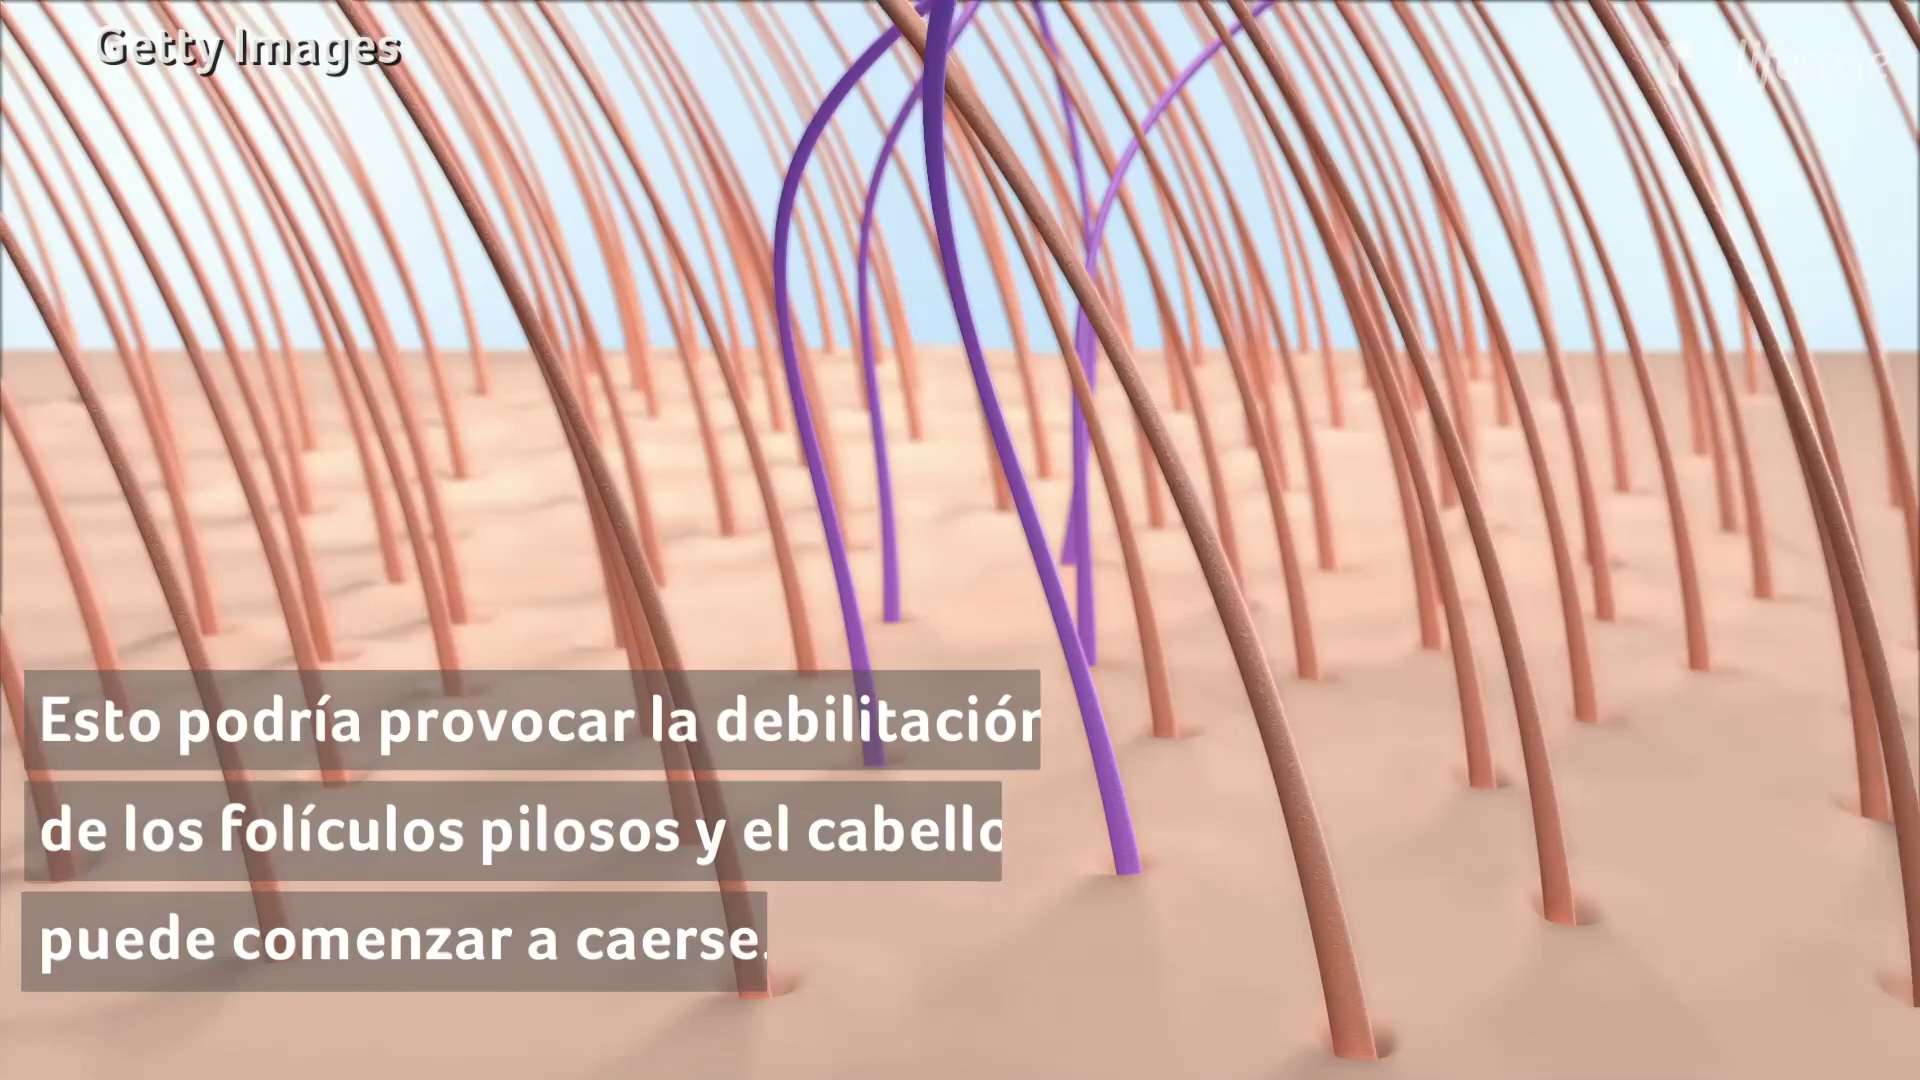 Getty Images
Esto podría provocar la debilitación
de los folículos pilosos y el cabello
puede comenzar a caerse.